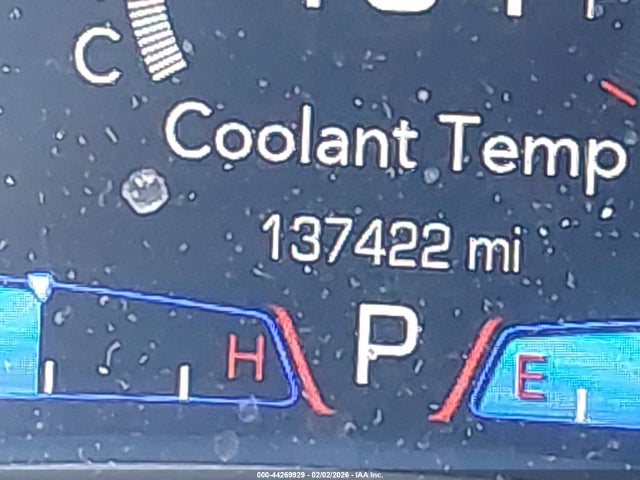 C
Coolant Temp
137422 mi
H P E
000-44269929 - 02/02/2026 - IAA Inc.